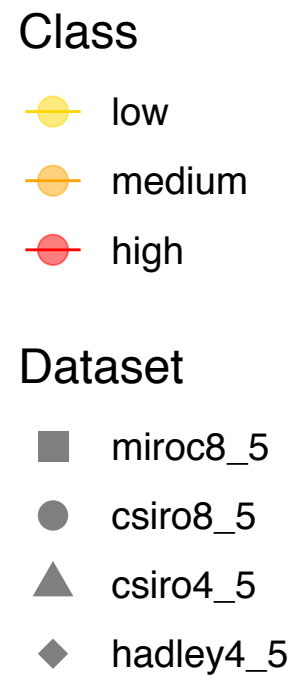 Class
low
medium
high
Dataset
miroc8_5
csiro8_5
csiro4_5
hadley4_5